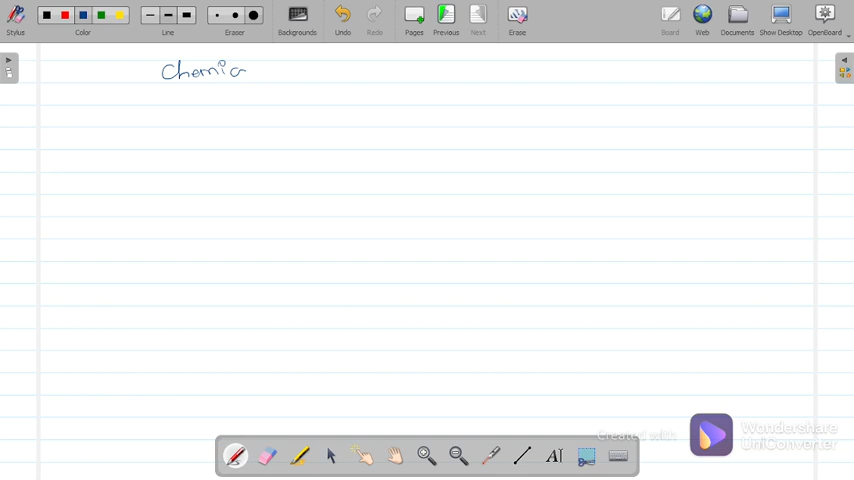 Stylus
Color
Line
Eraser
Backgrounds
Undo
Redo
Pages
Previous
Next
Erase
Board
Web
Documents
Show Desktop
OpenBoard
Chemic
Created with
Wondershare
UniConverter